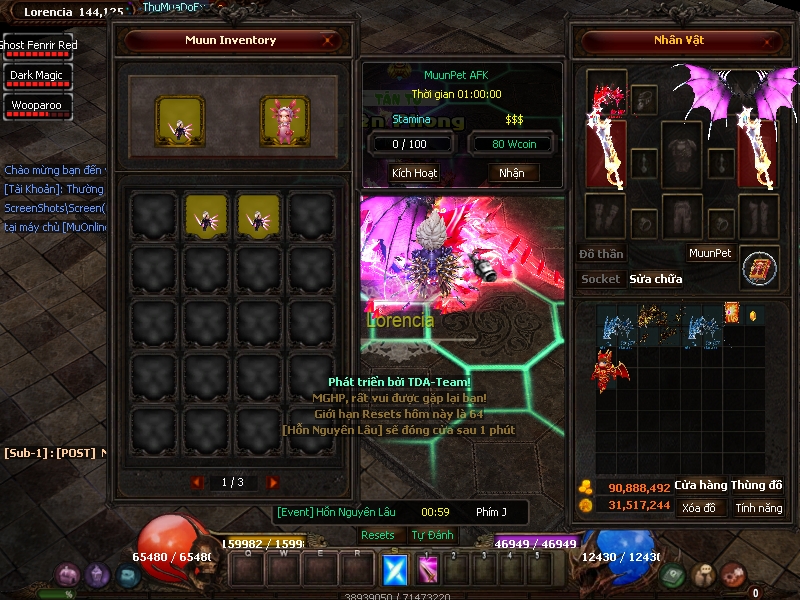 Lorencia 144,125
ThuMuaDoEx
Ghost Fenrir Red
Dark Magic
Wooparoo
Muun Inventory
MuunPet AFK
Thời gian 01:00:00
Stamina
$$$
0 / 100
80 Wcoin
Kích Hoạt
Nhận
Nhân Vật
Chào mừng bạn đến
[Tài Khoản]: Thường
ScreenShots\Screen(
tại máy chủ [MuOnline
Đồ thần
MuunPet
Socket
Sửa chữa
Lorencia
Phát triển bởi TDA-Team!
MGHP, rất vui được gặp lại bạn!
Giới hạn Resets hôm này là 64
[Hỗn Nguyên Lâu] sẽ đóng cửa sau 1 phút
[Sub-1] : [POST]
1 / 3
90,888,492
Cửa hàng
Thùng đồ
31,517,244
Xóa đồ
Tính năng
[Event] Hỗn Nguyên Lâu
00:59
Phím J
Resets
Tự Đánh
65480 / 65480
159982 / 1599
46949 / 46949
12430 / 12430
Q
W
E
R
1
2
3
4
5
%
38939050 / 71473220
0